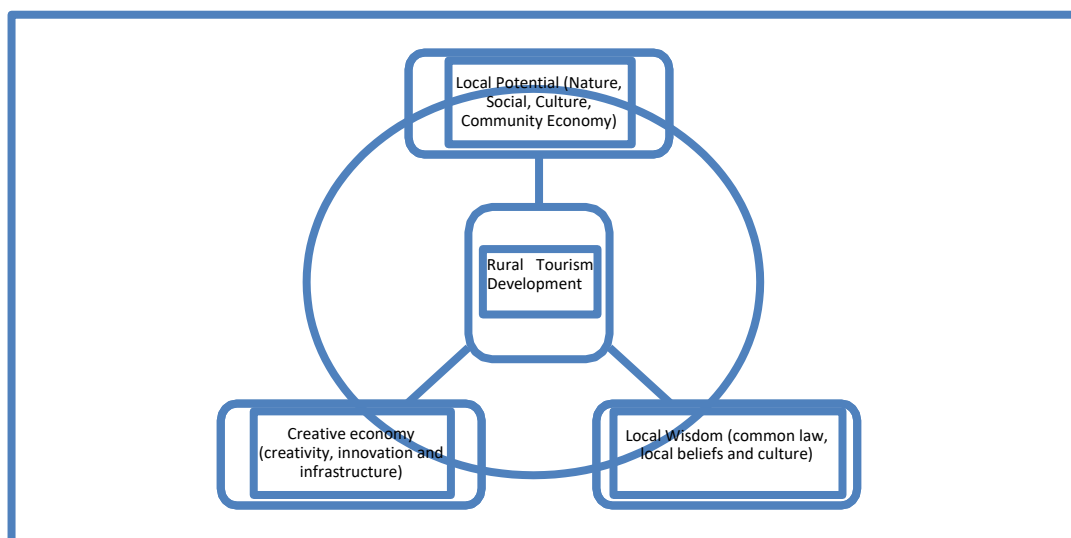 Local Potential (Nature,
Social, Culture,
Community Economy)
Rural Tourism
Development
Creative economy
(creativity, innovation and
infrastructure)
Local Wisdom (common law,
local beliefs and culture)